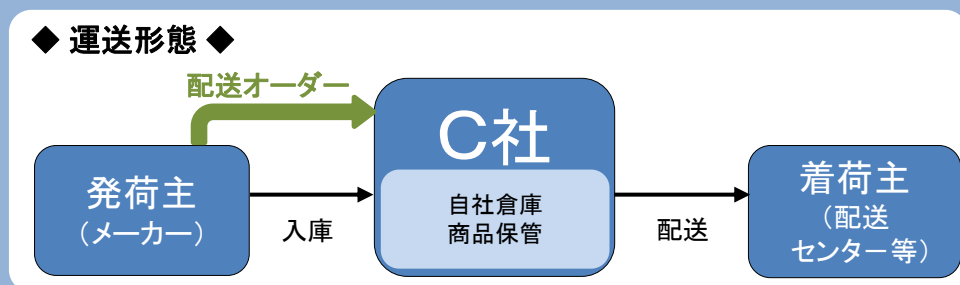 ◆ 運送形態 ◆
配送オーダー
発荷主
（メーカー）
入庫
C社
自社倉庫
商品保管
配送
着荷主
（配送
センター等）